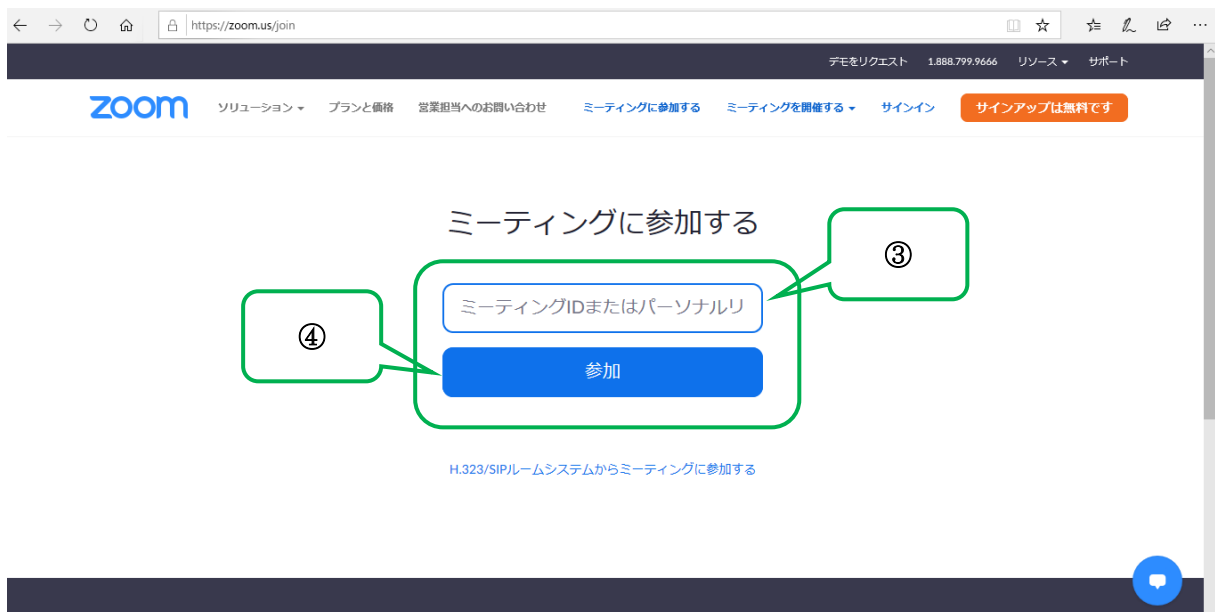 https://zoom.us/join
デモをリクエスト 1.888.799.9666 リソース サポート
zoom ソリューション プランと価格 営業担当へのお問い合わせ ミーティングに参加する ミーティングを開催する サインイン サインアップは無料です
ミーティングに参加する
③
ミーティングIDまたはパーソナルリ
④
参加
H.323/SIPルームシステムからミーティングに参加する